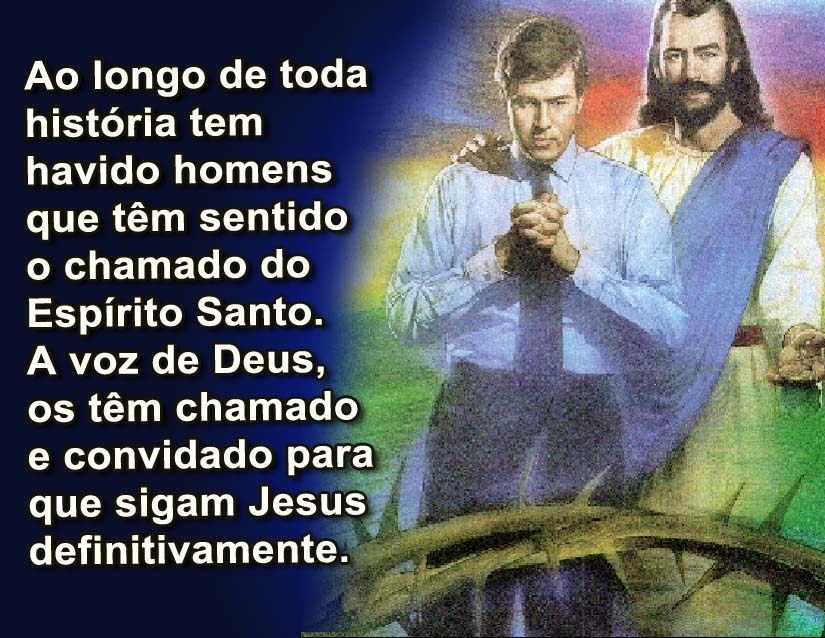 Ao longo de toda
história tem
havido homens
que têm sentido
o chamado do
Espírito Santo.
A voz de Deus,
os têm chamado
e convidado para
que sigam Jesus
definitivamente.